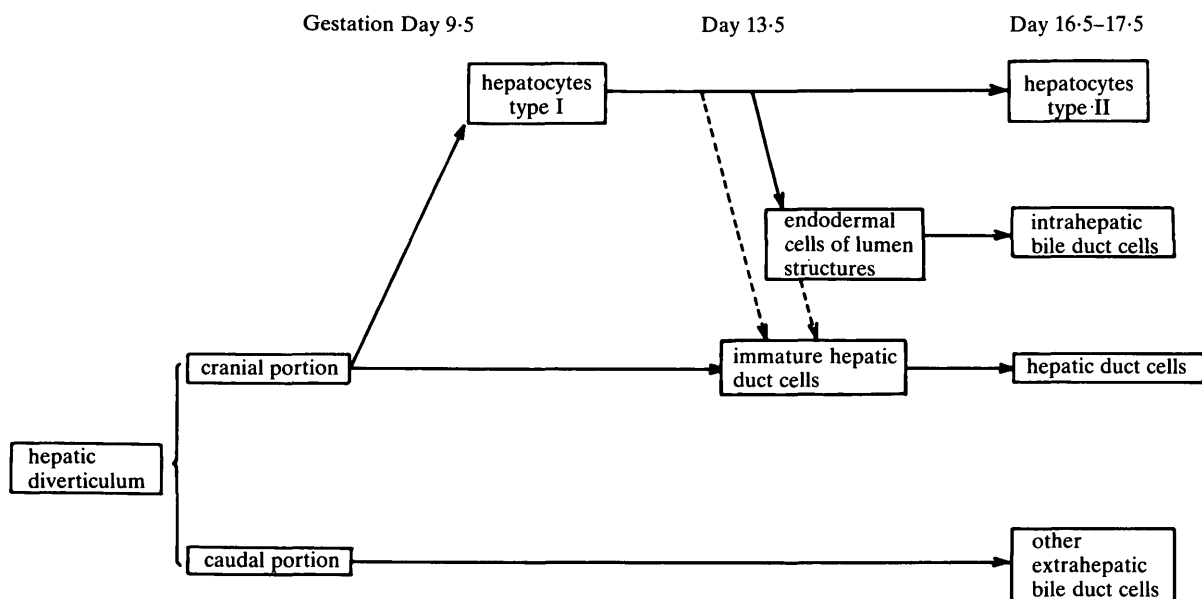 Gestation Day 9·5
Day 13·5
Day 16·5–17·5
hepatocytes
type I
hepatocytes
type·II
endodermal
cells of lumen
structures
intrahepatic
bile duct cells
cranial portion
immature hepatic
duct cells
hepatic duct cells
hepatic
diverticulum
caudal portion
other
extrahepatic
bile duct cells